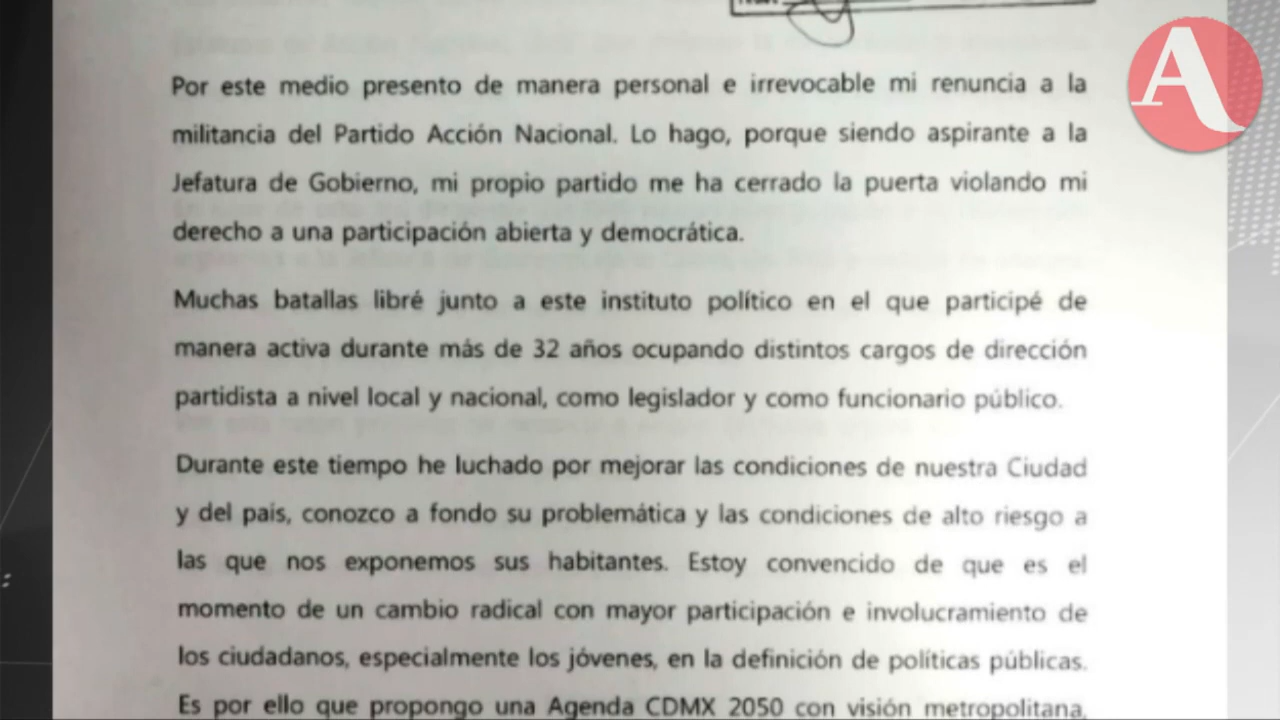 Por este medio presento de manera personal e irrevocable mi renuncia a la
militancia del Partido Acción Nacional. Lo hago, porque siendo aspirante a la
Jefatura de Gobierno, mi propio partido me ha cerrado la puerta violando mi
derecho a una participación abierta y democrática.
Muchas batallas libré junto a este instituto político en el que participé de
manera activa durante más de 32 años ocupando distintos cargos de dirección
partidista a nivel local y nacional, como legislador y como funcionario público.
Durante este tiempo he luchado por mejorar las condiciones de nuestra Ciudad
y del país, conozco a fondo su problemática y las condiciones de alto riesgo a
las que nos exponemos sus habitantes. Estoy convencido de que es el
momento de un cambio radical con mayor participación e involucramiento de
los ciudadanos, especialmente los jóvenes, en la definición de políticas públicas.
Es por ello que propongo una Agenda CDMX 2050 con visión metropolitana,
A